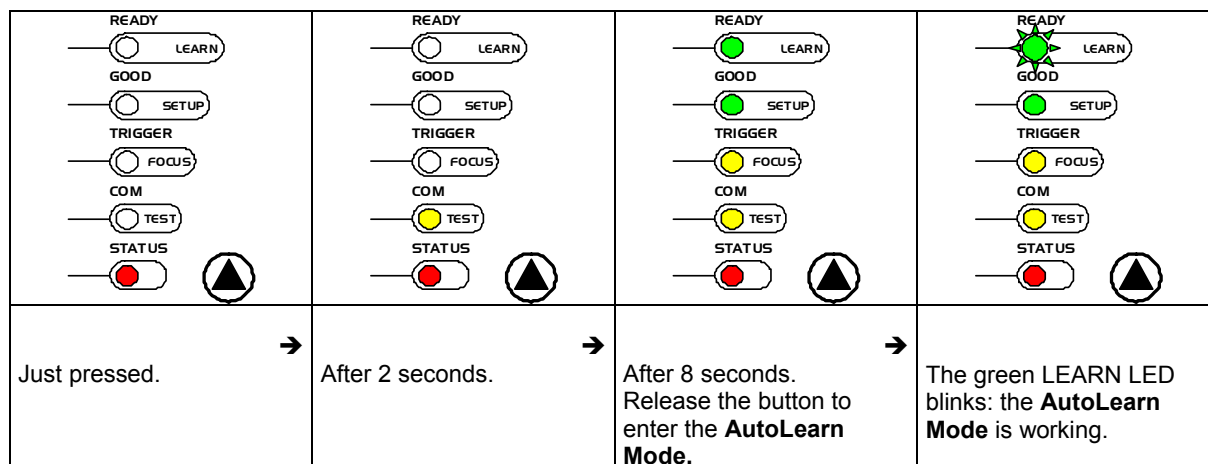 READY
LEARN
GOOD
SETUP
TRIGGER
FOCUS
COM
TEST
STATUS
READY
LEARN
GOOD
SETUP
TRIGGER
FOCUS
COM
TEST
STATUS
READY
LEARN
GOOD
SETUP
TRIGGER
FOCUS
COM
TEST
STATUS
READY
LEARN
GOOD
SETUP
TRIGGER
FOCUS
COM
TEST
STATUS
➔
Just pressed.
➔
After 2 seconds.
➔
After 8 seconds.
Release the button to
enter the AutoLearn
Mode.
The green LEARN LED
blinks: the AutoLearn
Mode is working.